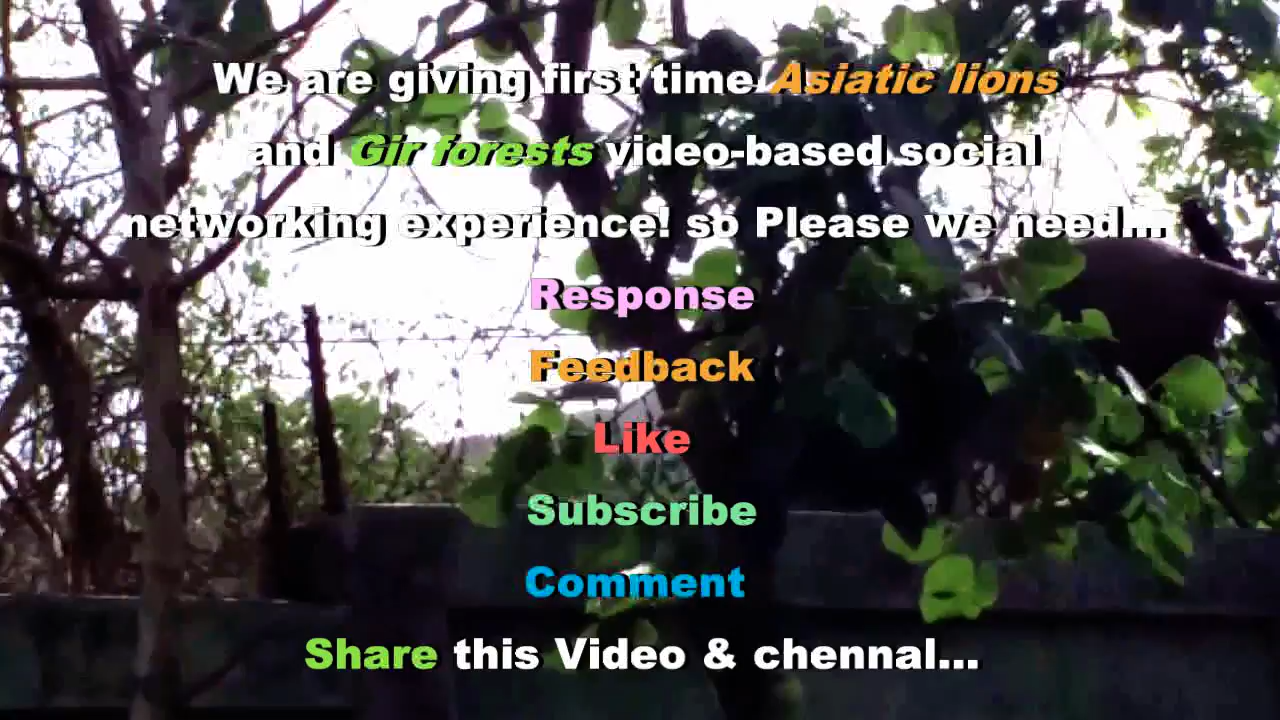 We are giving first time Asiatic lions
and Gir forests video-based social
networking experience! so Please we need...
Response
Feedback
Like
Subscribe
Comment
Share this Video & chennal...